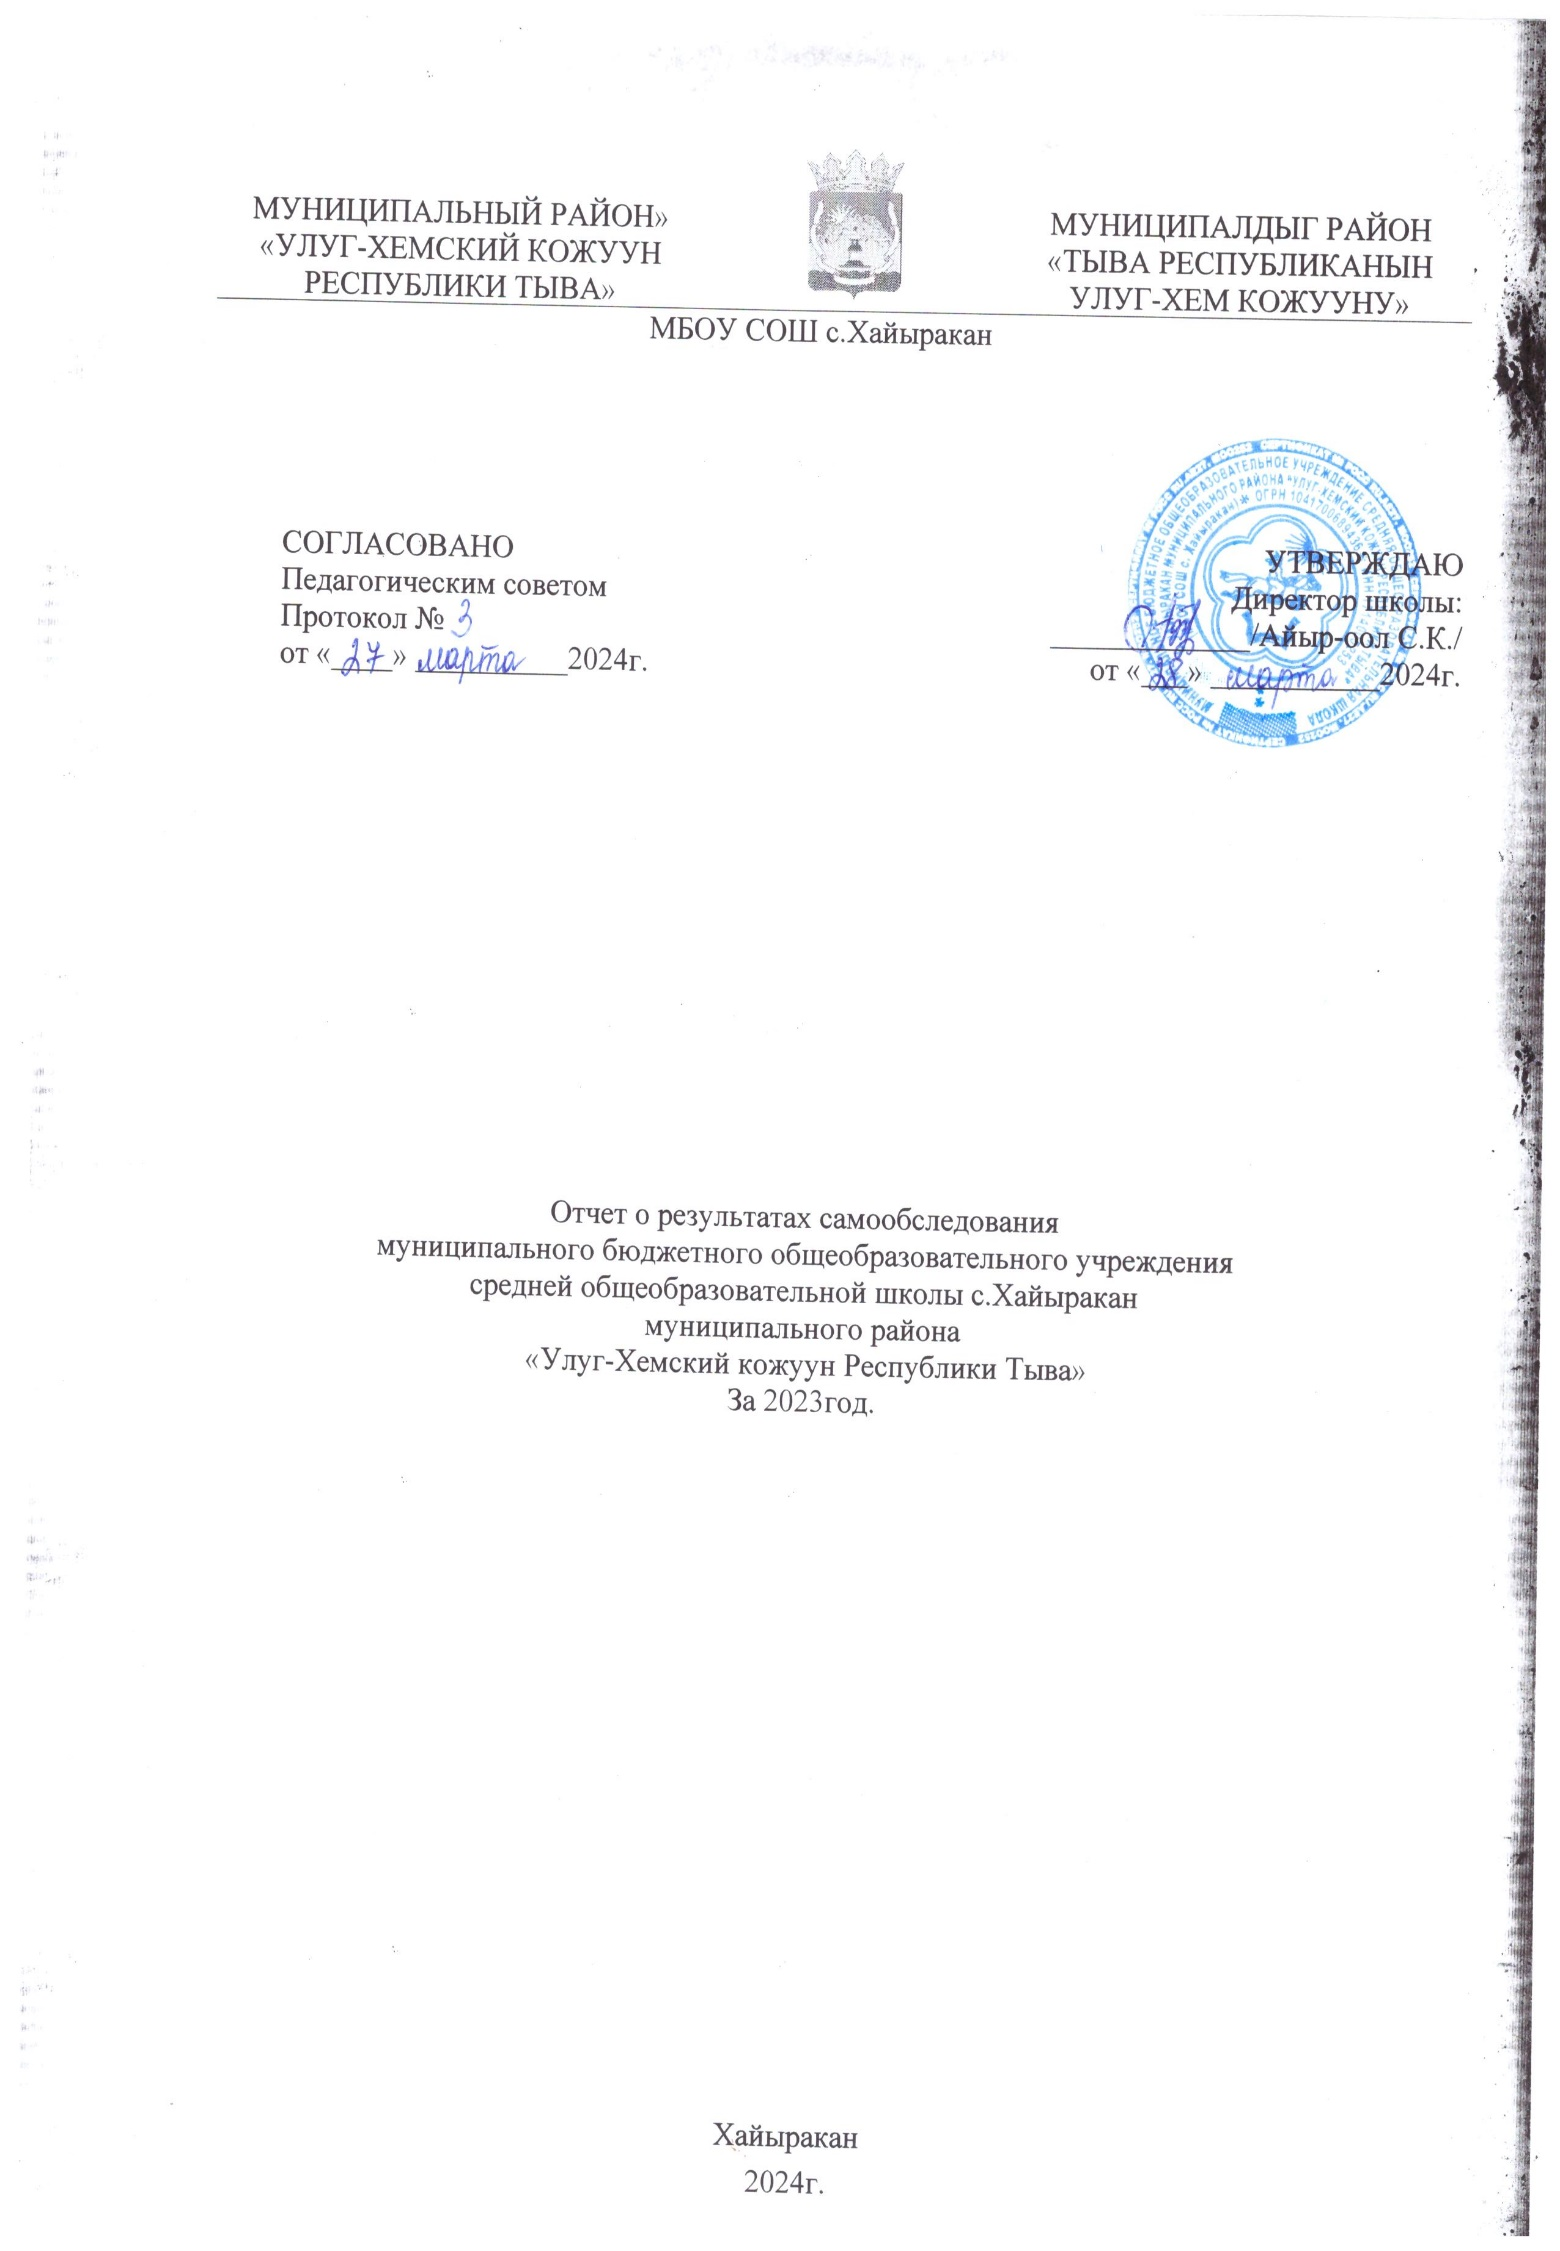 МУНИЦИПАЛЬНЫЙ РАЙОН»
«УЛУГ-ХЕМСКИЙ КОЖУУН
РЕСПУБЛИКИ ТЫВА»
МУНИЦИПАЛДЫГ РАЙОН
«ТЫВА РЕСПУБЛИКАНЫН
УЛУГ-ХЕМ КОЖУУНУ»
МБОУ СОШ с.Хайыракан
СОГЛАСОВАНО
Педагогическим советом
Протокол № 3
от «27» марта 2024г.
УТВЕРЖДАЮ
Директор школы:
/Айыр-оол С.К./
от «28» марта 2024г.
Отчет о результатах самообследования
муниципального бюджетного общеобразовательного учреждения
средней общеобразовательной школы с.Хайыракан
муниципального района
«Улуг-Хемский кожуун Республики Тыва»
За 2023год.
Хайыракан
2024г.